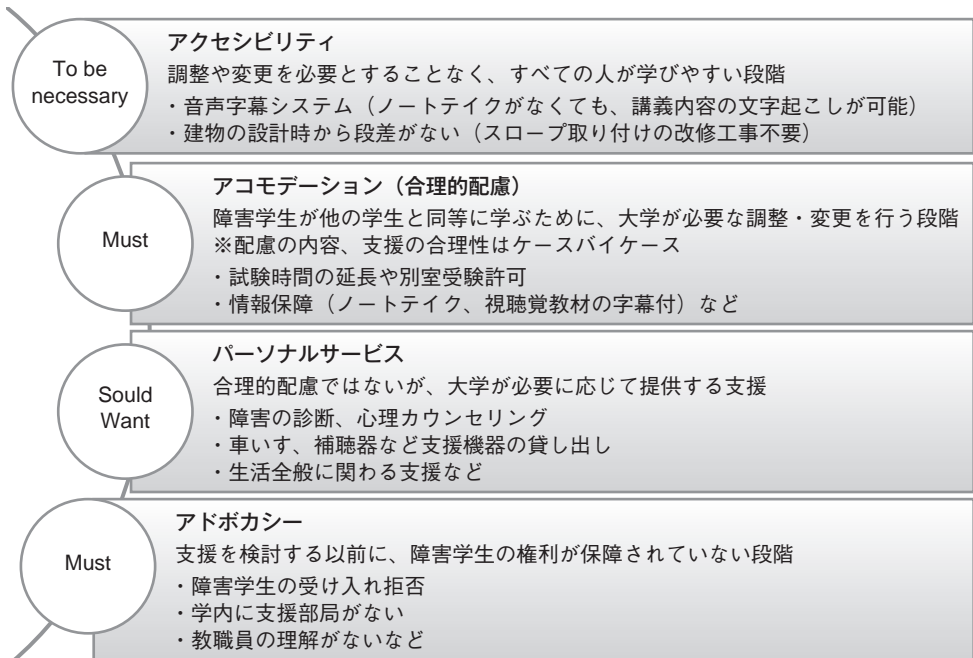 To be
necessary
アクセシビリティ
調整や変更を必要とすることなく、すべての人が学びやすい段階
・音声字幕システム（ノートテイクがなくても、講義内容の文字起こしが可能）
・建物の設計時から段差がない（スロープ取り付けの改修工事不要）
Must
アコモデーション（合理的配慮）
障害学生が他の学生と同等に学ぶために、大学が必要な調整・変更を行う段階
※配慮の内容、支援の合理性はケースバイケース
・試験時間の延長や別室受験許可
・情報保障（ノートテイク、視聴覚教材の字幕付）など
Sould
Want
パーソナルサービス
合理的配慮ではないが、大学が必要に応じて提供する支援
・障害の診断、心理カウンセリング
・車いす、補聴器など支援機器の貸し出し
・生活全般に関わる支援など
Must
アドボカシー
支援を検討する以前に、障害学生の権利が保障されていない段階
・障害学生の受け入れ拒否
・学内に支援部局がない
・教職員の理解がないなど